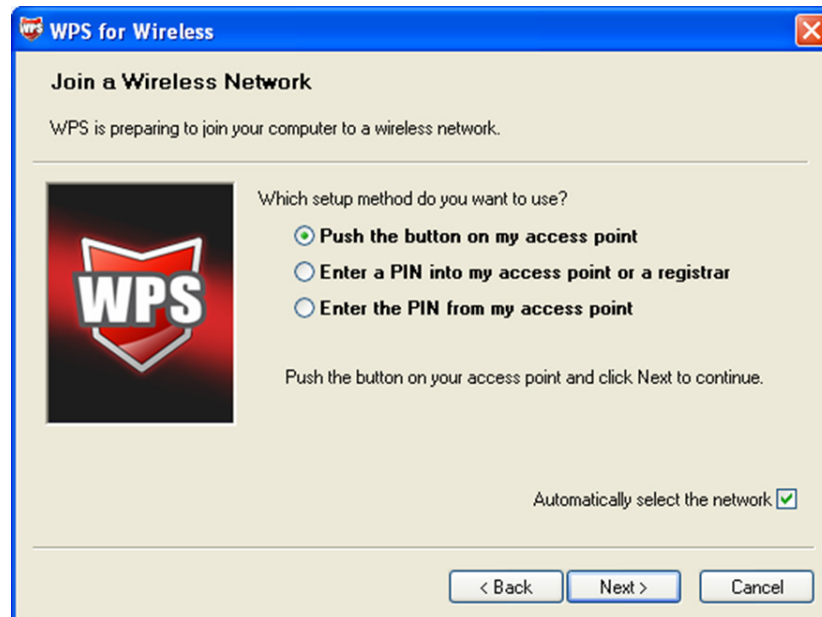 WPS for Wireless
Join a Wireless Network
WPS is preparing to join your computer to a wireless network.
WPS
Which setup method do you want to use?
Push the button on my access point
Enter a PIN into my access point or a registrar
Enter the PIN from my access point
Push the button on your access point and click Next to continue.
Automatically select the network
< Back Next > Cancel